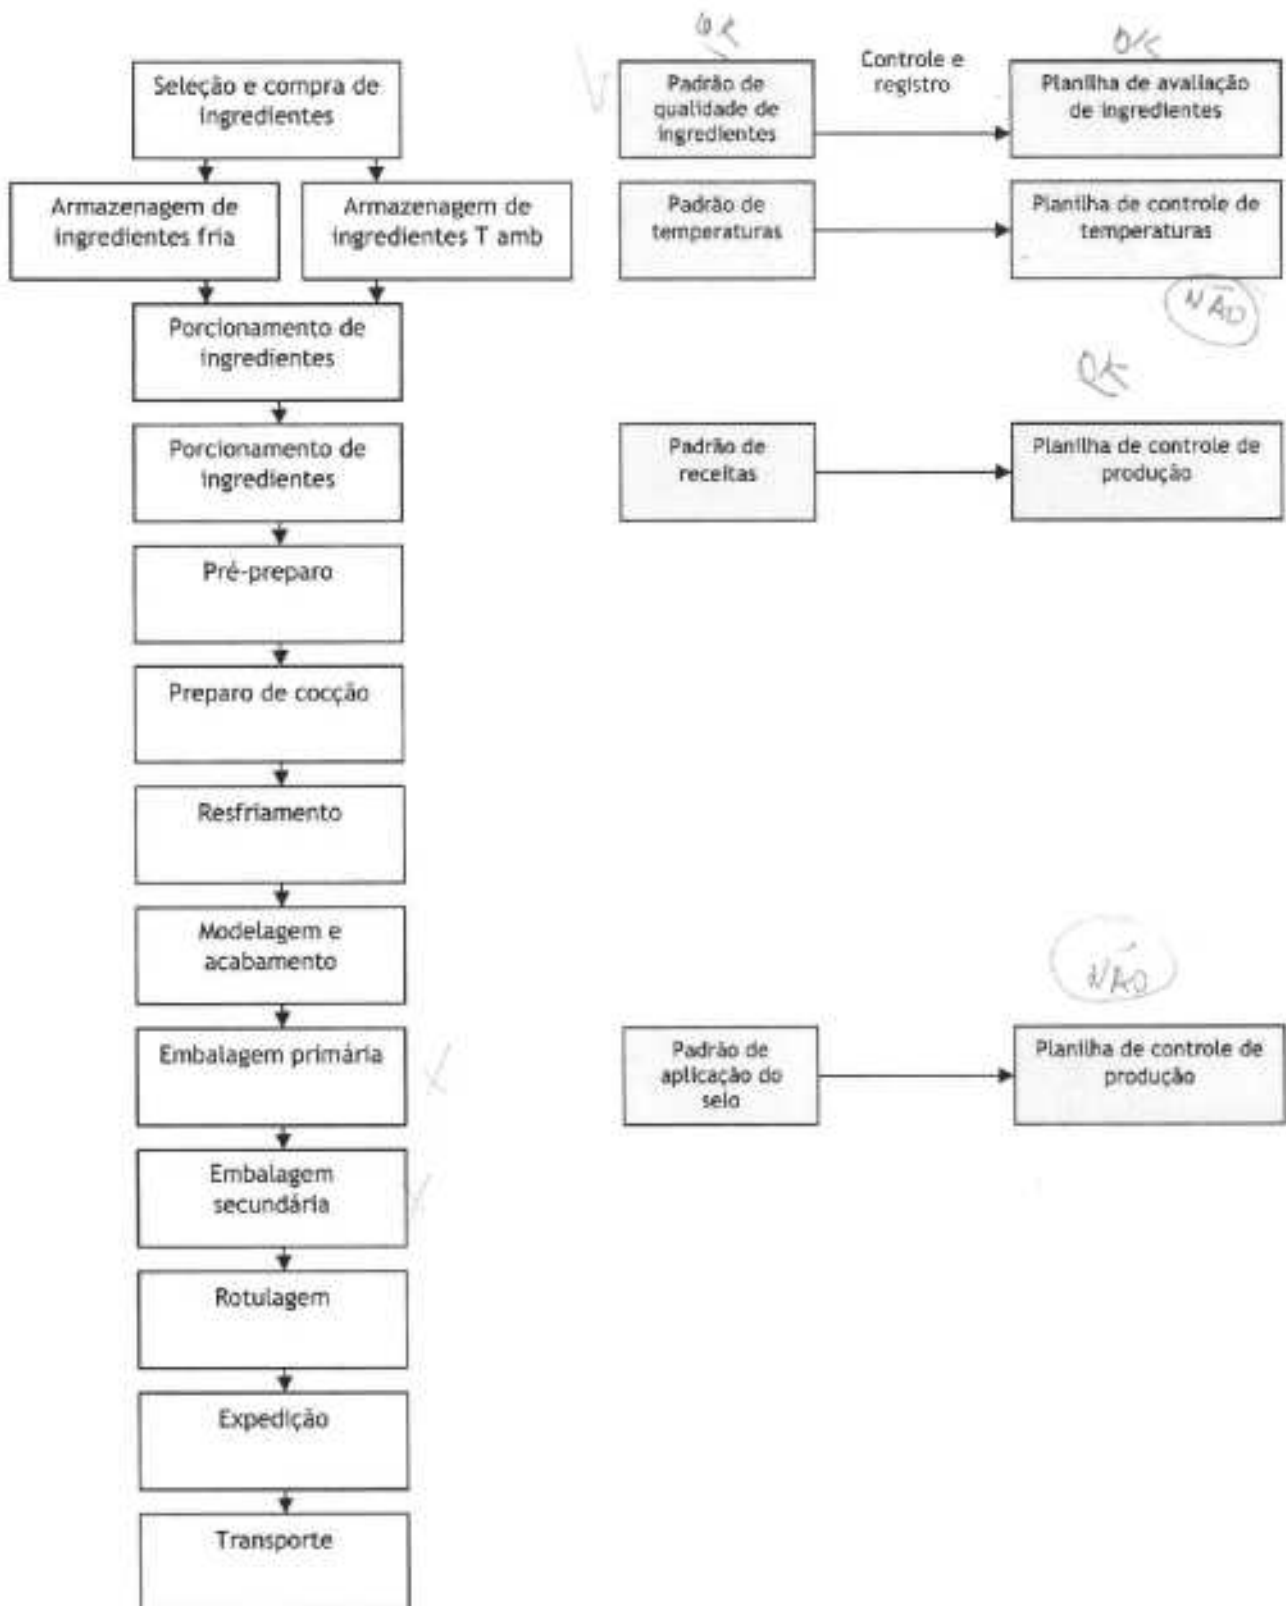 OK
OK
Seleção e compra de
ingredientes
Padrão de
qualidade de
ingredientes
Controle e
registro
Planilha de avaliação
de ingredientes
Armazenagem de
ingredientes fria
Armazenagem de
ingredientes T amb
Padrão de
temperaturas
Planilha de controle de
temperaturas
NÃO
Porcionamento de
ingredientes
OK
Porcionamento de
ingredientes
Padrão de
receitas
Planilha de controle de
produção
Pré-preparo
Preparo de cocção
Resfriamento
Modelagem e
acabamento
NÃO
Embalagem primária
Padrão de
aplicação do
selo
Planilha de controle de
produção
Embalagem
secundária
Rotulagem
Expedição
Transporte